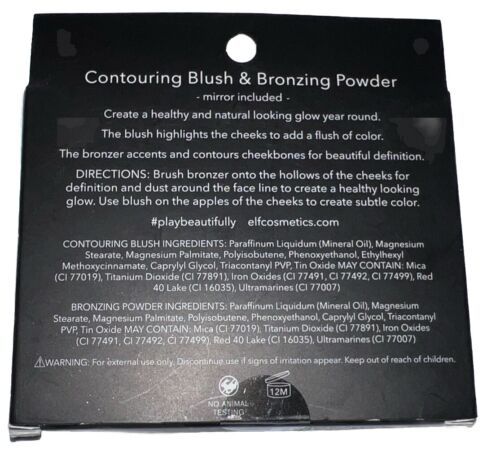 Contouring Blush & Bronzing Powder
- mirror included -
Create a healthy and natural looking glow year round.
The blush highlights the cheeks to add a flush of color.
The bronzer accents and contours cheekbones for beautiful definition.
DIRECTIONS: Brush bronzer onto the hollows of the cheeks for
definition and dust around the face line to create a healthy looking
glow. Use blush on the apples of the cheeks to create subtle color.
#playbeautifully elfcosmetics.com
CONTOURING BLUSH INGREDIENTS: Paraffinum Liquidum (Mineral Oil), Magnesium
Stearate, Magnesium Palmitate, Polyisobutene, Phenoxyethanol, Ethylhexyl
Methoxycinnamate, Caprylyl Glycol, Triacontanyl PVP, Tin Oxide MAY CONTAIN: Mica
(CI 77019), Titanium Dioxide (CI 77891), Iron Oxides (CI 77491, CI 77492, CI 77499), Red
40 Lake (CI 16035), Ultramarines (CI 77007)
BRONZING POWDER INGREDIENTS: Paraffinum Liquidum (Mineral Oil), Magnesium
Stearate, Magnesium Palmitate, Polyisobutene, Phenoxyethanol, Caprylyl Glycol, Triacontanyl
PVP, Tin Oxide MAY CONTAIN: Mica (CI 77019), Titanium Dioxide (CI 77891), Iron Oxides
(CI 77491, CI 77492, CI 77499), Red 40 Lake (CI 16035), Ultramarines (CI 77007)
WARNING: For external use only. Discontinue use if signs of irritation appear. Keep out of reach of children.
NO ANIMAL
TESTING
12M